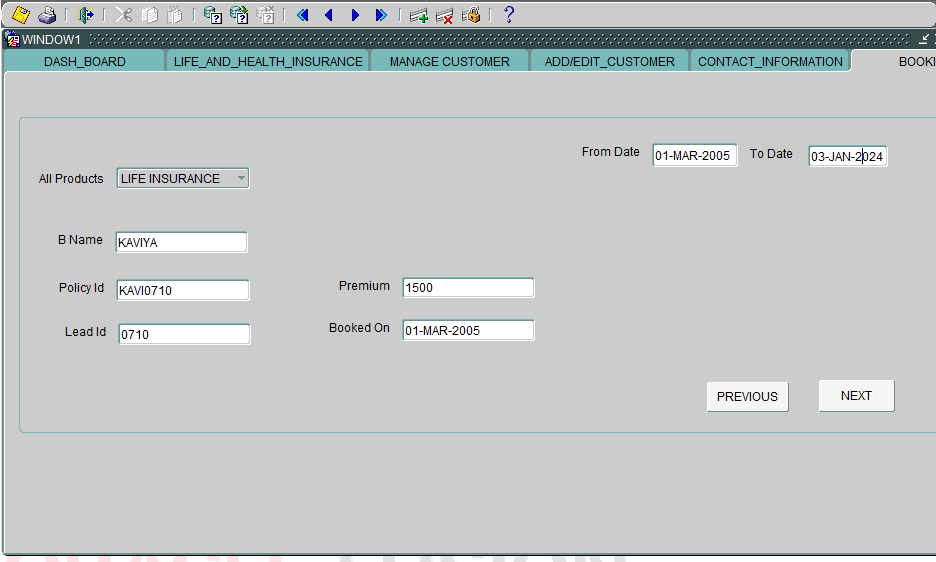 WINDOW1
DASH_BOARD LIFE_AND_HEALTH_INSURANCE MANAGE CUSTOMER ADD/EDIT_CUSTOMER CONTACT_INFORMATION BOOKI
From Date 01-MAR-2005 To Date 03-JAN-2024
All Products LIFE INSURANCE
B Name KAVIYA
Policy Id KAVI0710 Premium 1500
Lead Id 0710 Booked On 01-MAR-2005
PREVIOUS NEXT